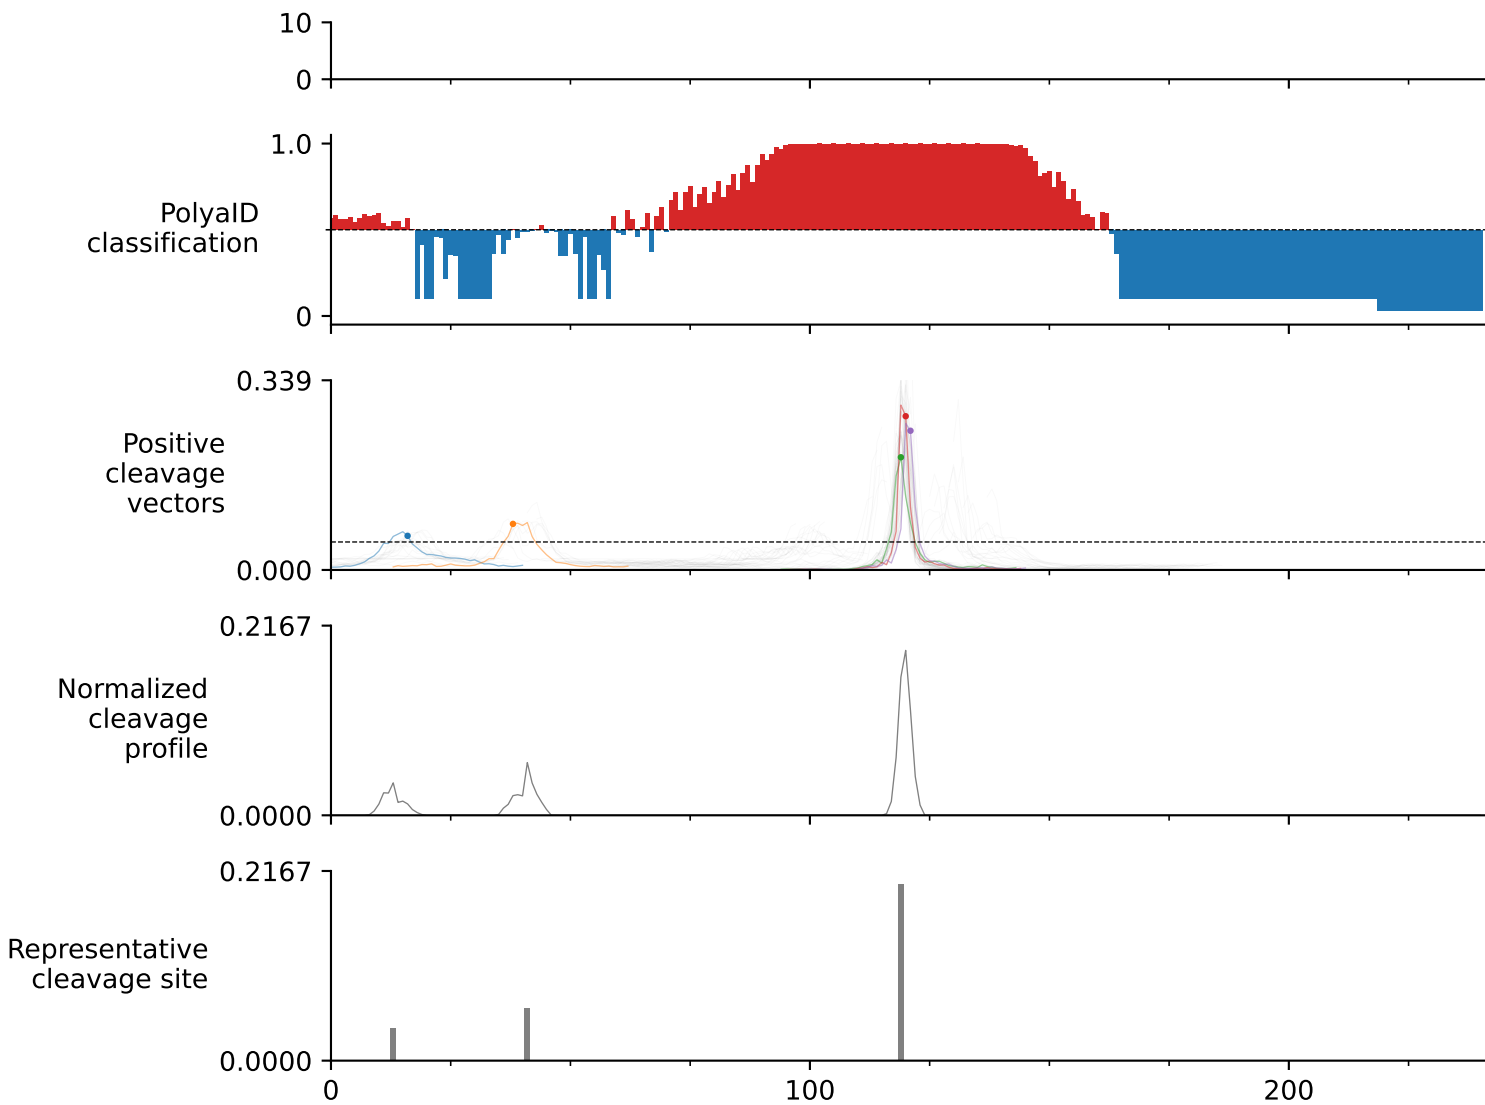 10
0
1.0
PolyaID
classification
0
0.339
Positive
cleavage
vectors
0.000
0.2167
Normalized
cleavage
profile
0.0000
0.2167
Representative
cleavage site
0.0000
0 100 200